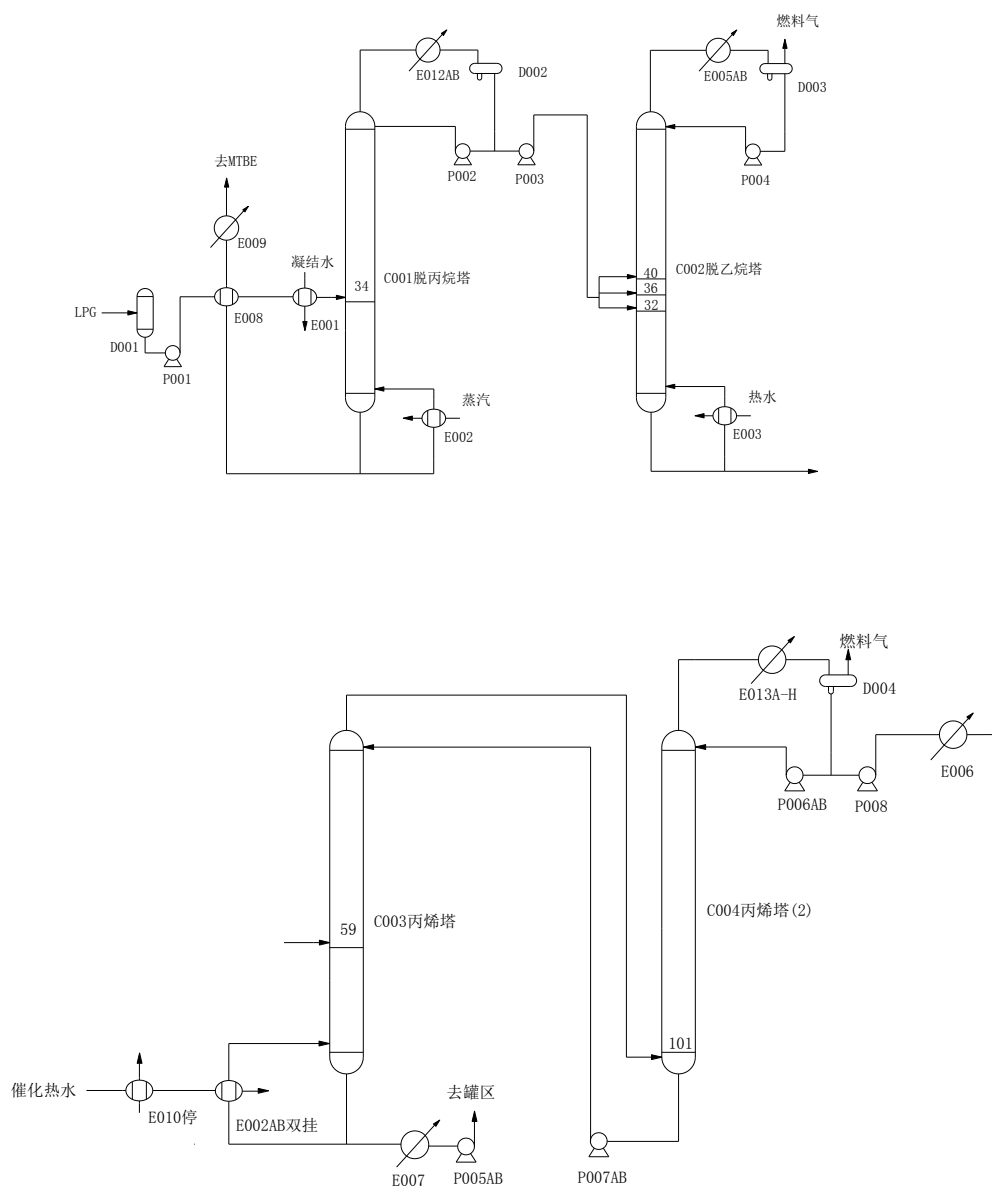 燃料气
E012AB
D002
E005AB
D003
去MTBE
P002
P003
P004
E009
凝结水
C001脱丙烷塔
C002脱乙烷塔
34
40
36
32
LPG
E008
E001
D001
P001
蒸汽
E002
热水
E003
燃料气
E013A-H
D004
E006
P006AB
P008
C003丙烯塔
59
C004丙烯塔(2)
101
催化热水
E010停
E002AB双挂
去罐区
E007
P005AB
P007AB